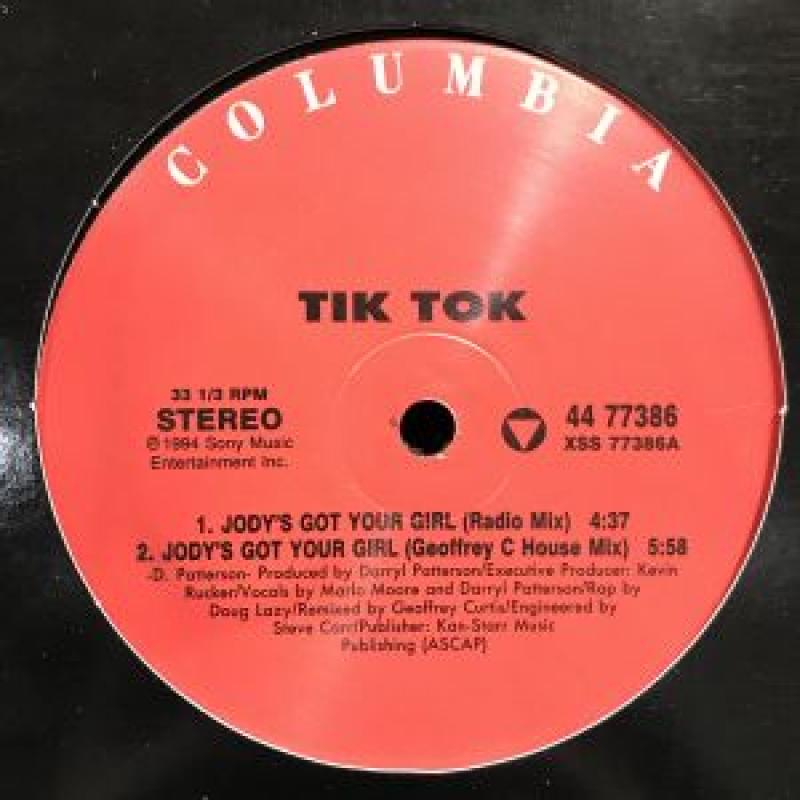 COLUMBIA
TIK TOK
33 1/3 RPM
STEREO
℗ 1994 Sony Music
Entertainment Inc.
44 77386
XSS 77386A
1. JODY'S GOT YOUR GIRL (Radio Mix) 4:37
2. JODY'S GOT YOUR GIRL (Geoffrey C House Mix) 5:58
-D. Patterson- Produced by Darryl Patterson/Executive Producer: Kevin
Rucker/Vocals by Marlo Moore and Darryl Patterson/Rap by
Doug Lazy/Remixed by Geoffrey Curtis/Engineered by
Steve Conf/Publisher: Kan-Starr Music
Publishing (ASCAP)